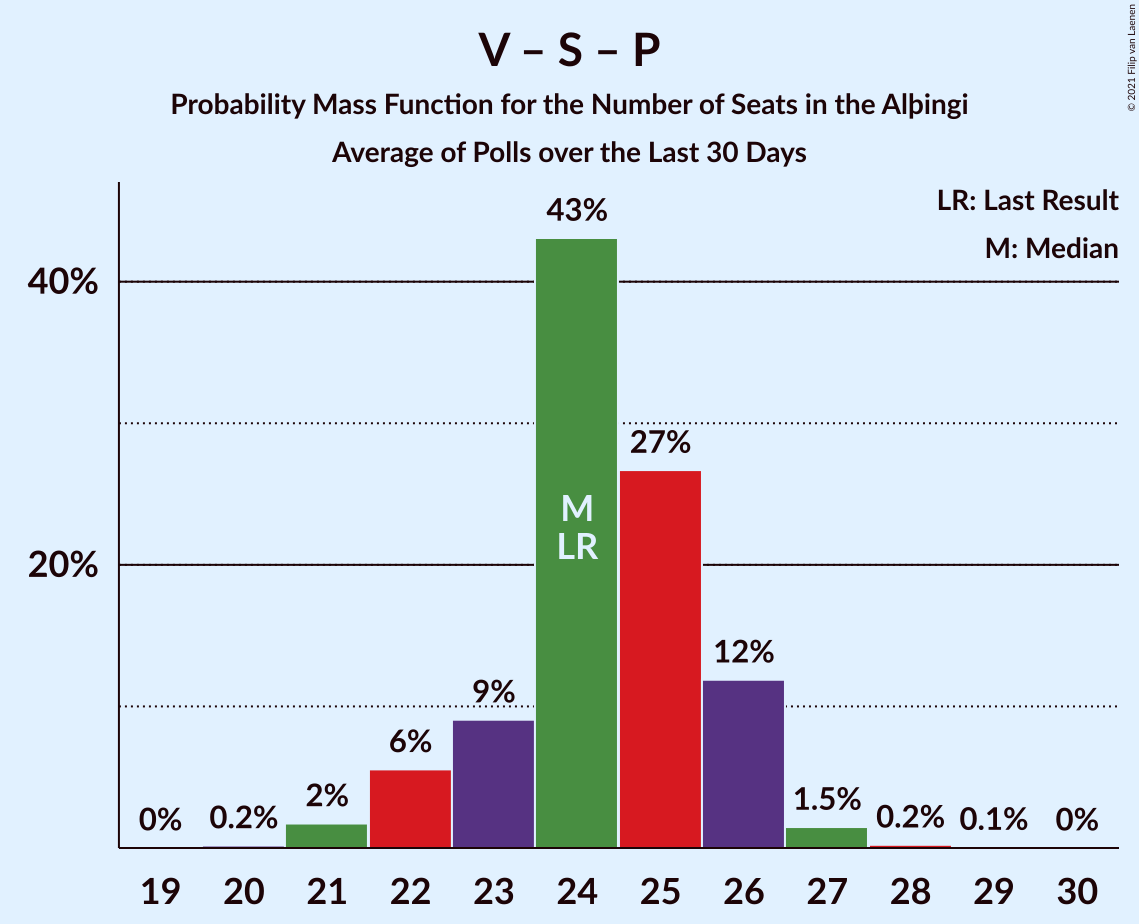 V – S – P
Probability Mass Function for the Number of Seats in the Alþingi
Average of Polls over the Last 30 Days
© 2021 Filip van Laenen
LR: Last Result
M: Median
40%
20%
0%
0.2%
2%
6%
9%
43%
27%
12%
1.5%
0.2%
0.1%
0%
M
LR
19 20 21 22 23 24 25 26 27 28 29 30